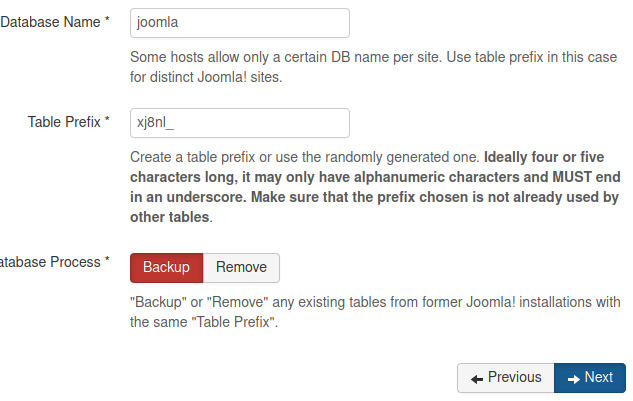 Database Name *
joomla
Some hosts allow only a certain DB name per site. Use table prefix in this case
for distinct Joomla! sites.
Table Prefix *
xj8nl_
Create a table prefix or use the randomly generated one. Ideally four or five
characters long, it may only have alphanumeric characters and MUST end
in an underscore. Make sure that the prefix chosen is not already used by
other tables.
atabase Process *
Backup
Remove
"Backup" or "Remove" any existing tables from former Joomla! installations with
the same "Table Prefix".
Previous
Next